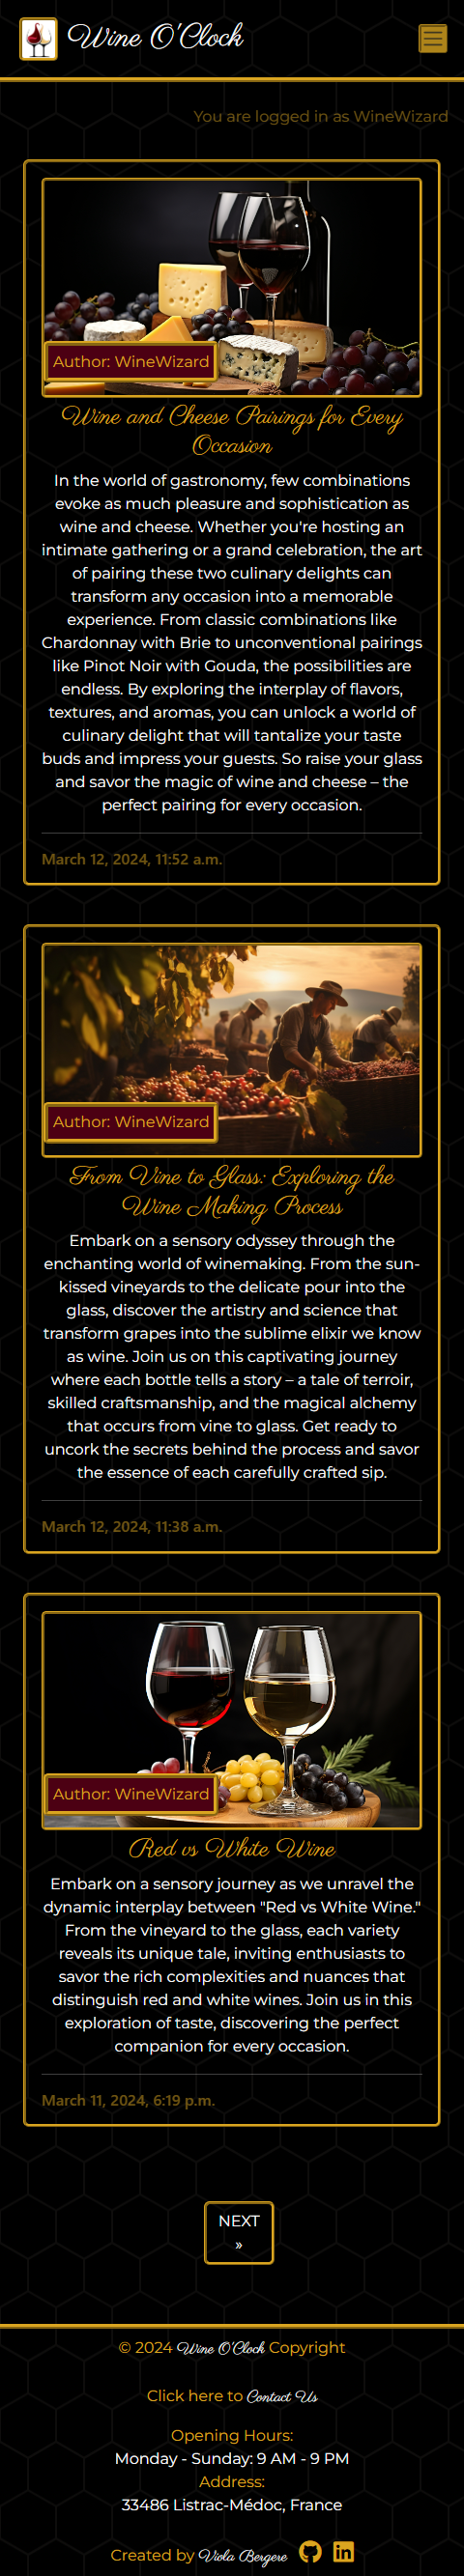 Wine O'Clock
You are logged in as WineWizard
Author: WineWizard
Wine and Cheese Pairings for Every
Occasion
In the world of gastronomy, few combinations
evoke as much pleasure and sophistication as
wine and cheese. Whether you're hosting an
intimate gathering or a grand celebration, the art
of pairing these two culinary delights can
transform any occasion into a memorable
experience. From classic combinations like
Chardonnay with Brie to unconventional pairings
like Pinot Noir with Gouda, the possibilities are
endless. By exploring the interplay of flavors,
textures, and aromas, you can unlock a world of
culinary delight that will tantalize your taste
buds and impress your guests. So raise your glass
and savor the magic of wine and cheese – the
perfect pairing for every occasion.
March 12, 2024, 11:52 a.m.
Author: WineWizard
From Vine to Glass: Exploring the
Wine Making Process
Embark on a sensory odyssey through the
enchanting world of winemaking. From the sun-
kissed vineyards to the delicate pour into the
glass, discover the artistry and science that
transform grapes into the sublime elixir we know
as wine. Join us on this captivating journey
where each bottle tells a story – a tale of terroir,
skilled craftsmanship, and the magical alchemy
that occurs from vine to glass. Get ready to
uncork the secrets behind the process and savor
the essence of each carefully crafted sip.
March 12, 2024, 11:38 a.m.
Author: WineWizard
Red vs White Wine
Embark on a sensory journey as we unravel the
dynamic interplay between "Red vs White Wine."
From the vineyard to the glass, each variety
reveals its unique tale, inviting enthusiasts to
savor the rich complexities and nuances that
distinguish red and white wines. Join us in this
exploration of taste, discovering the perfect
companion for every occasion.
March 11, 2024, 6:19 p.m.
NEXT
»
© 2024 Wine O'Clock Copyright
Click here to Contact Us
Opening Hours:
Monday - Sunday: 9 AM - 9 PM
Address:
33486 Listrac-Médoc, France
Created by Viola Bergere